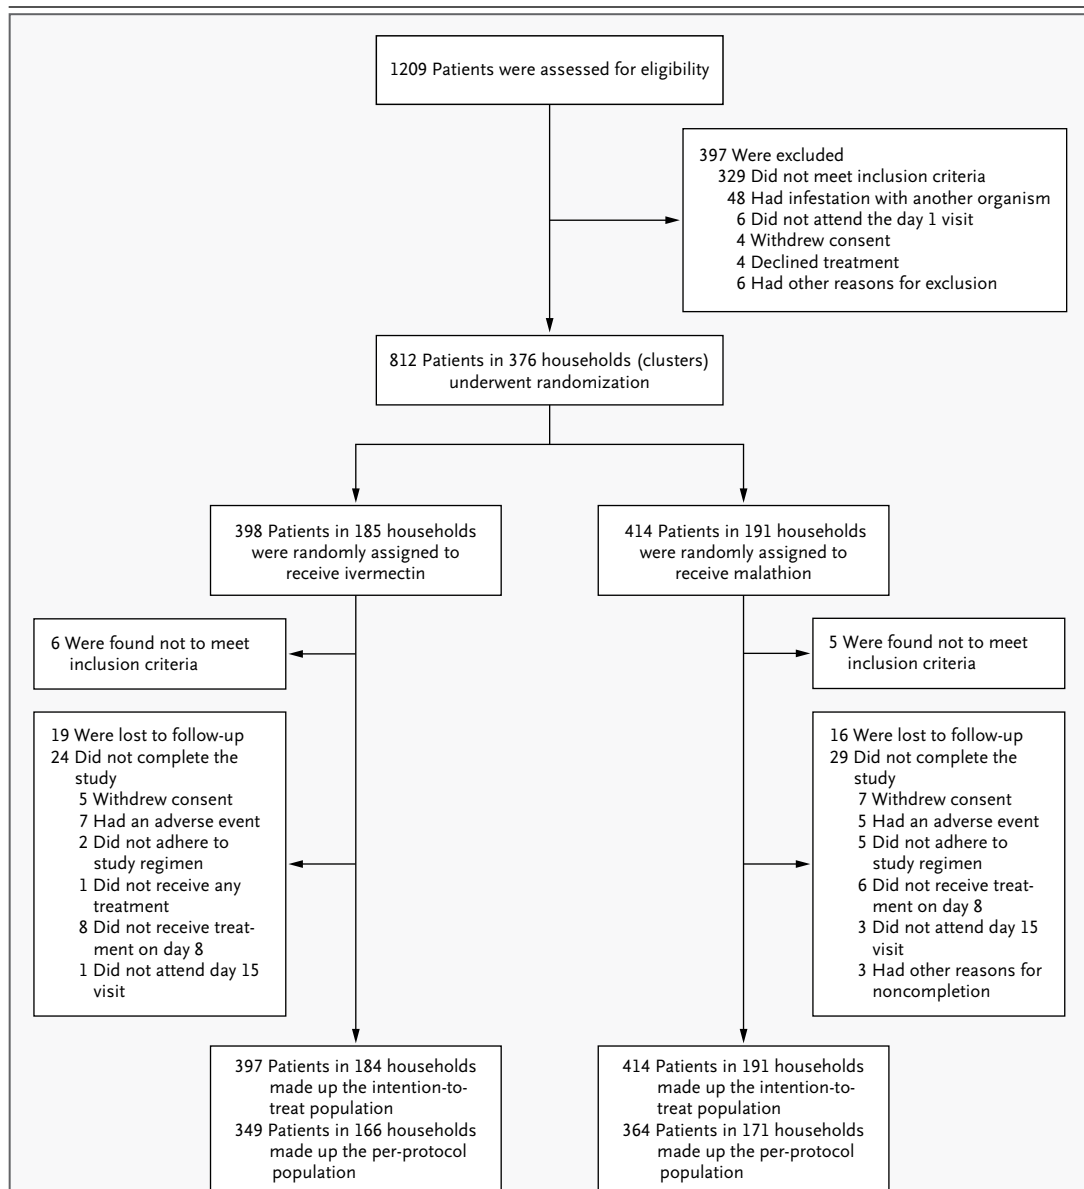 1209 Patients were assessed for eligibility
397 Were excluded
329 Did not meet inclusion criteria
48 Had infestation with another organism
6 Did not attend the day 1 visit
4 Withdrew consent
4 Declined treatment
6 Had other reasons for exclusion
812 Patients in 376 households (clusters)
underwent randomization
398 Patients in 185 households
were randomly assigned to
receive ivermectin
414 Patients in 191 households
were randomly assigned to
receive malathion
6 Were found not to meet
inclusion criteria
5 Were found not to meet
inclusion criteria
19 Were lost to follow-up
24 Did not complete the
study
5 Withdrew consent
7 Had an adverse event
2 Did not adhere to
study regimen
1 Did not receive any
treatment
8 Did not receive treat-
ment on day 8
1 Did not attend day 15
visit
16 Were lost to follow-up
29 Did not complete the
study
7 Withdrew consent
5 Had an adverse event
5 Did not adhere to
study regimen
6 Did not receive treat-
ment on day 8
3 Did not attend day 15
visit
3 Had other reasons for
noncompletion
397 Patients in 184 households
made up the intention-to-
treat population
349 Patients in 166 households
made up the per-protocol
population
414 Patients in 191 households
made up the intention-to-
treat population
364 Patients in 171 households
made up the per-protocol
population